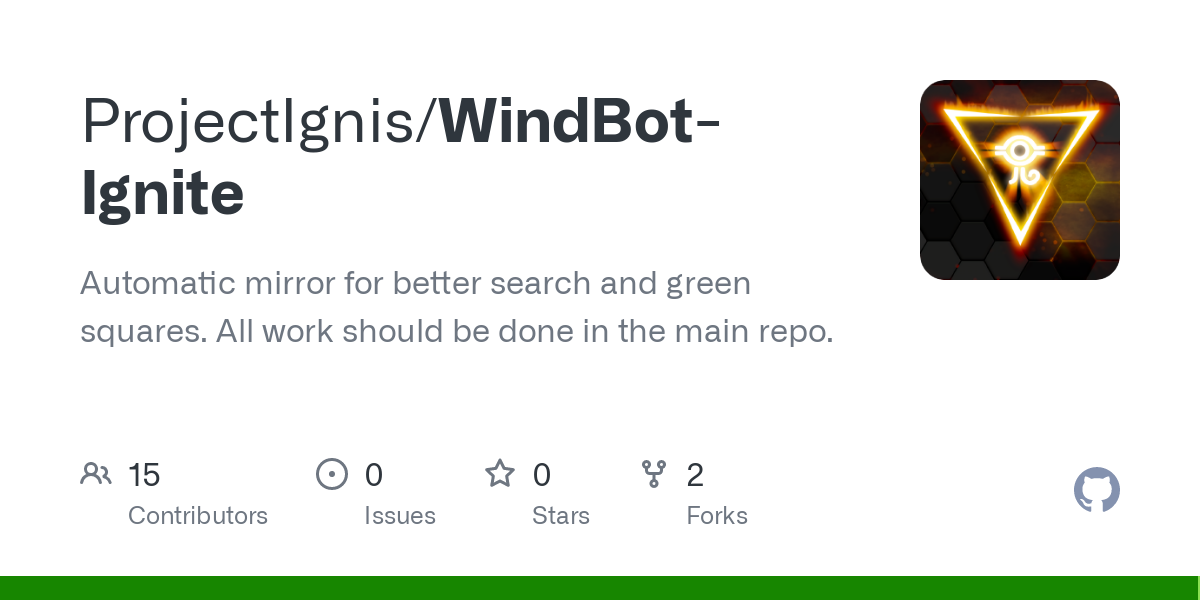 ProjectIgnis/WindBot-
Ignite
Automatic mirror for better search and green
squares. All work should be done in the main repo.
15 0 0 2
Contributors Issues Stars Forks